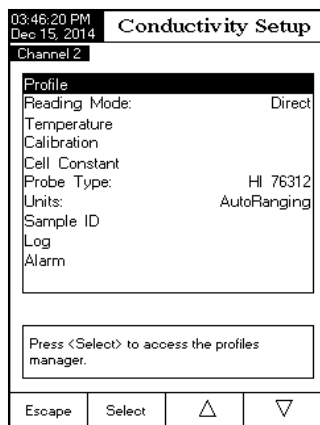 03:46:20 PM
Dec 15, 2014
Conductivity Setup
Channel 2
Profile
Reading Mode: Direct
Temperature
Calibration
Cell Constant
Probe Type: HI 76312
Units: AutoRanging
Sample ID
Log
Alarm
Press <Select> to access the profiles
manager.
Escape Select